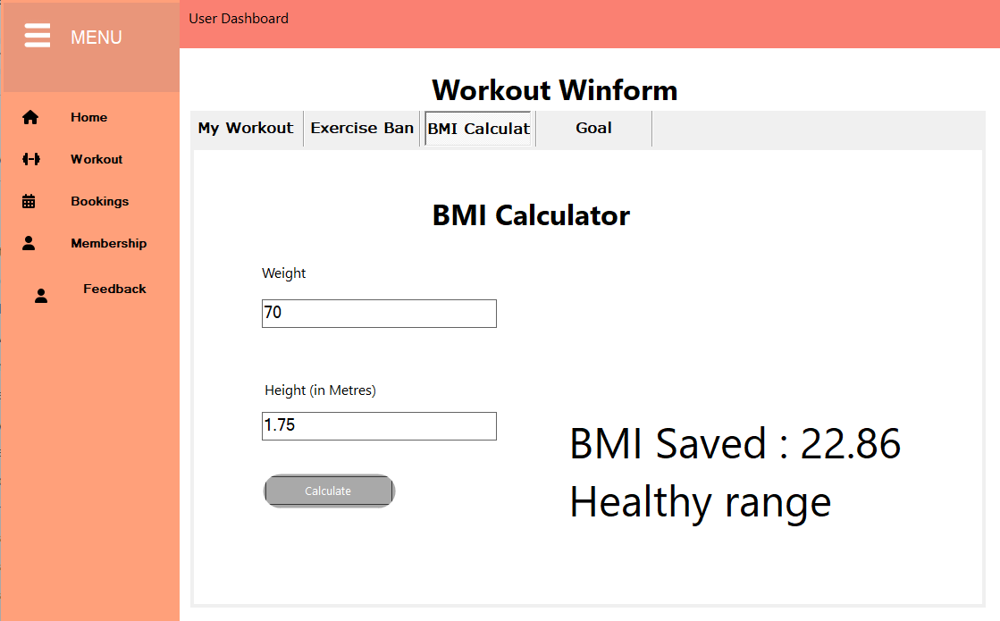 MENU
User Dashboard
Home
Workout
Bookings
Membership
Feedback
Workout Winform
My Workout
Exercise Ban
BMI Calculat
Goal
BMI Calculator
Weight
70
Height (in Metres)
1.75
Calculate
BMI Saved : 22.86
Healthy range